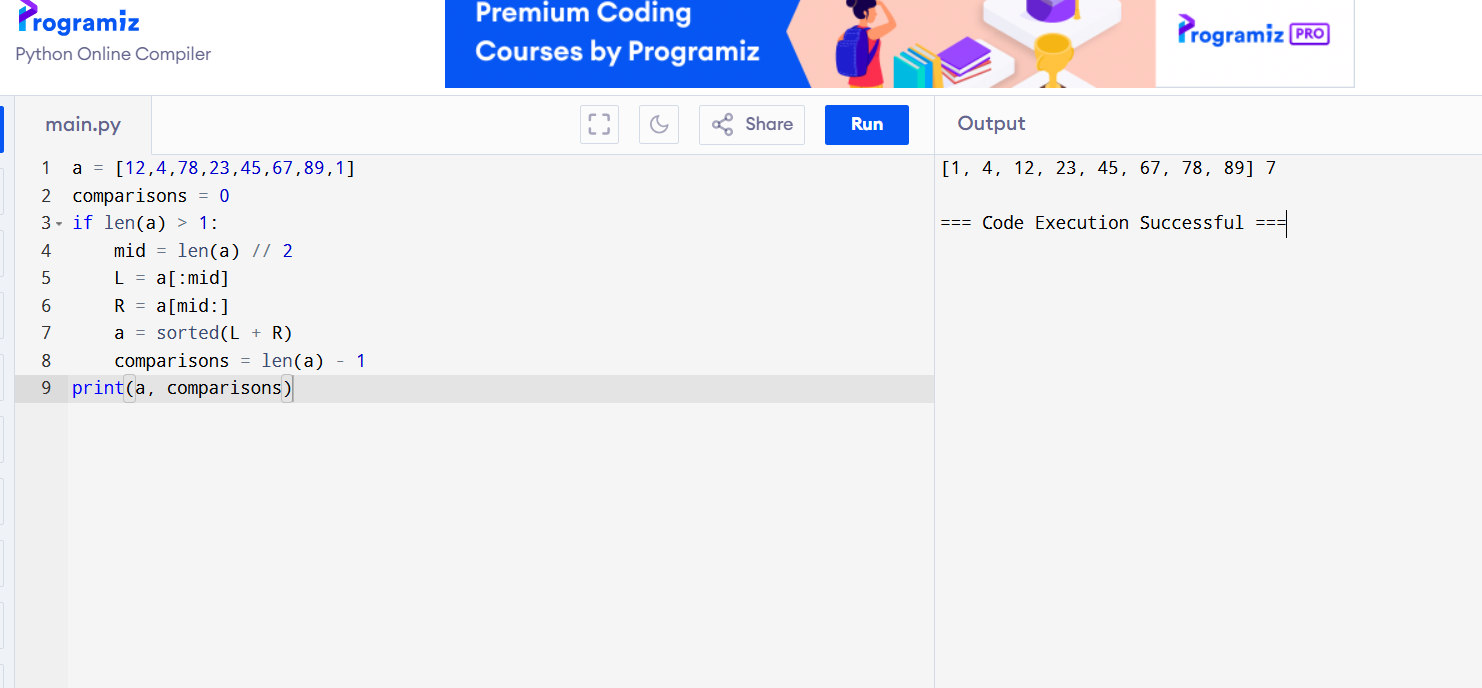 Programiz
Python Online Compiler
Premium Coding
Courses by Programiz
Programiz PRO
main.py
Share
Run
Output
1 a = [12,4,78,23,45,67,89,1]
2 comparisons = 0
3 if len(a) > 1:
4     mid = len(a) // 2
5     L = a[:mid]
6     R = a[mid:]
7     a = sorted(L + R)
8     comparisons = len(a) - 1
9 print(a, comparisons)
[1, 4, 12, 23, 45, 67, 78, 89] 7
=== Code Execution Successful ===